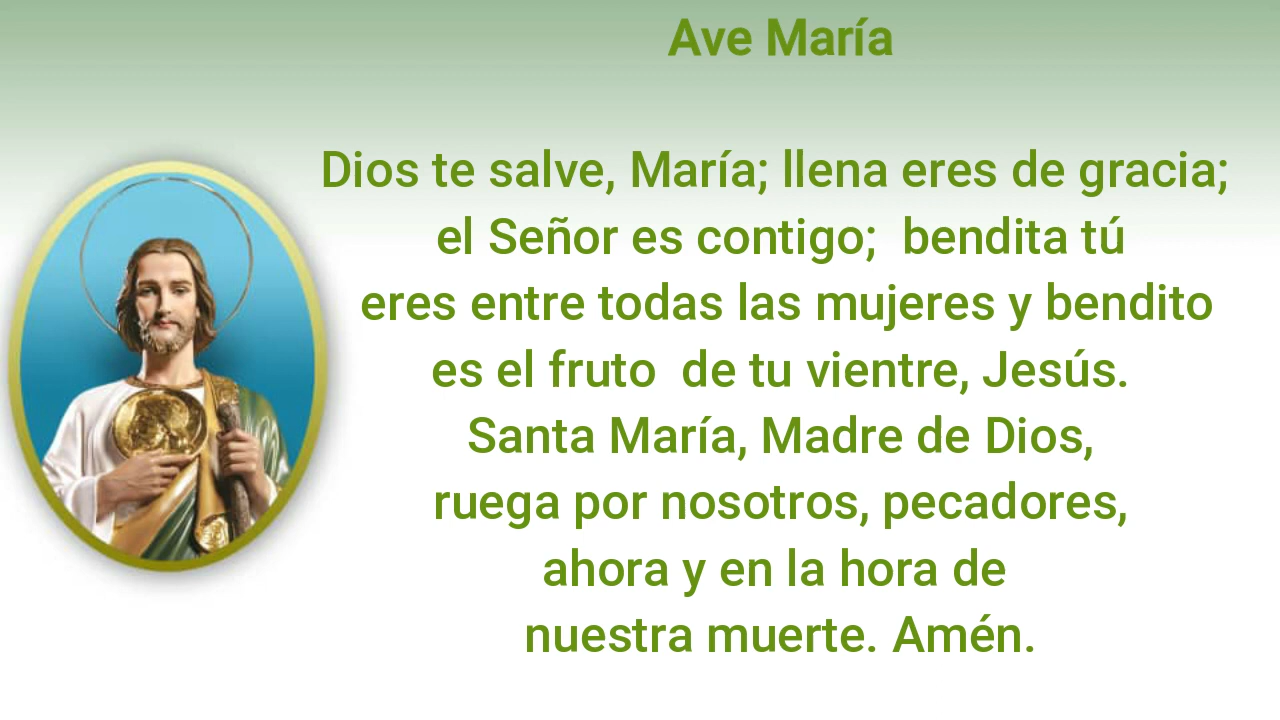 Ave María
Dios te salve, María; llena eres de gracia;
el Señor es contigo;  bendita tú
eres entre todas las mujeres y bendito
es el fruto  de tu vientre, Jesús.
Santa María, Madre de Dios,
ruega por nosotros, pecadores,
ahora y en la hora de
nuestra muerte. Amén.